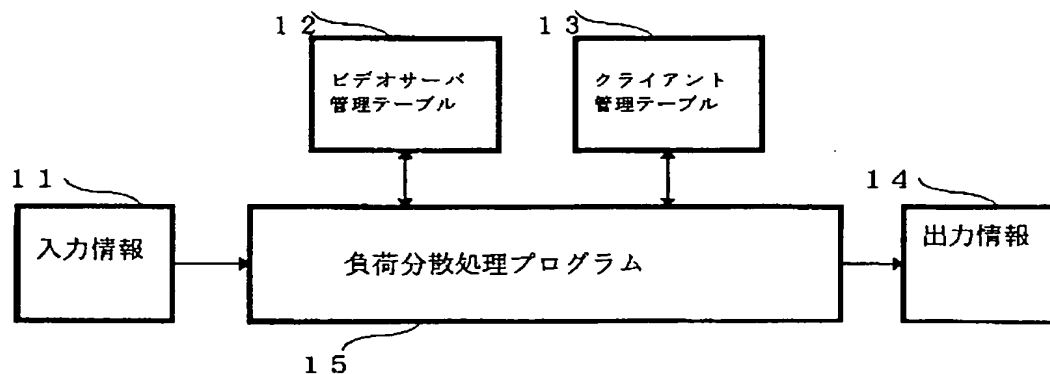 １２
１３
ビデオサーバ
管理テーブル
クライアント
管理テーブル
１１
１４
入力情報
負荷分散処理プログラム
出力情報
１５